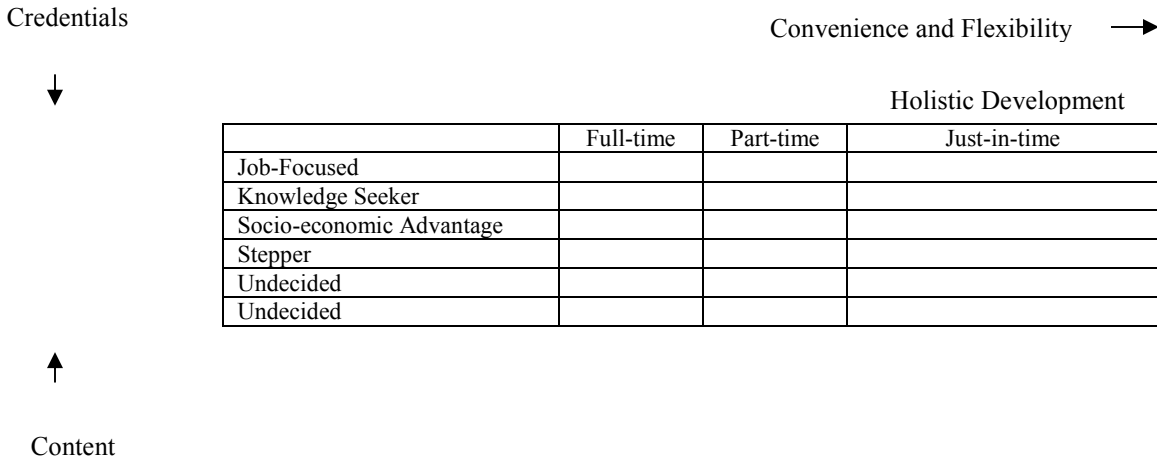 Credentials
Convenience and Flexibility
Holistic Development
Full-time Part-time Just-in-time
Job-Focused
Knowledge Seeker
Socio-economic Advantage
Stepper
Undecided
Undecided
Content